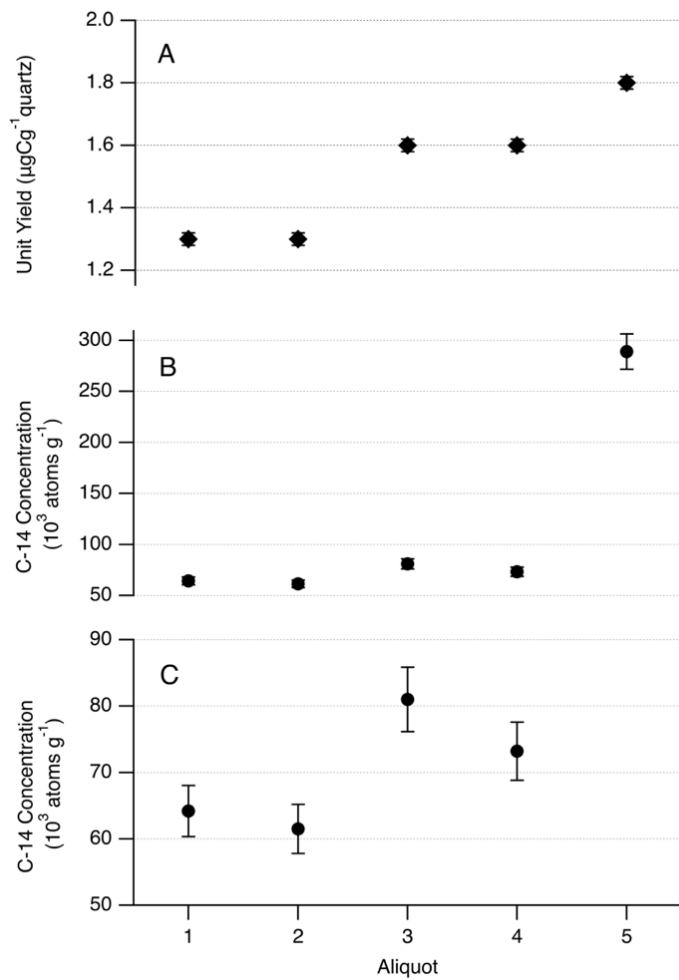 A
Unit Yield (µgCg⁻¹quartz)
2.0
1.8
1.6
1.4
1.2
B
C-14 Concentration
(10³ atoms g⁻¹)
300
250
200
150
100
50
C
C-14 Concentration
(10³ atoms g⁻¹)
90
80
70
60
50
1 2 3 4 5
Aliquot